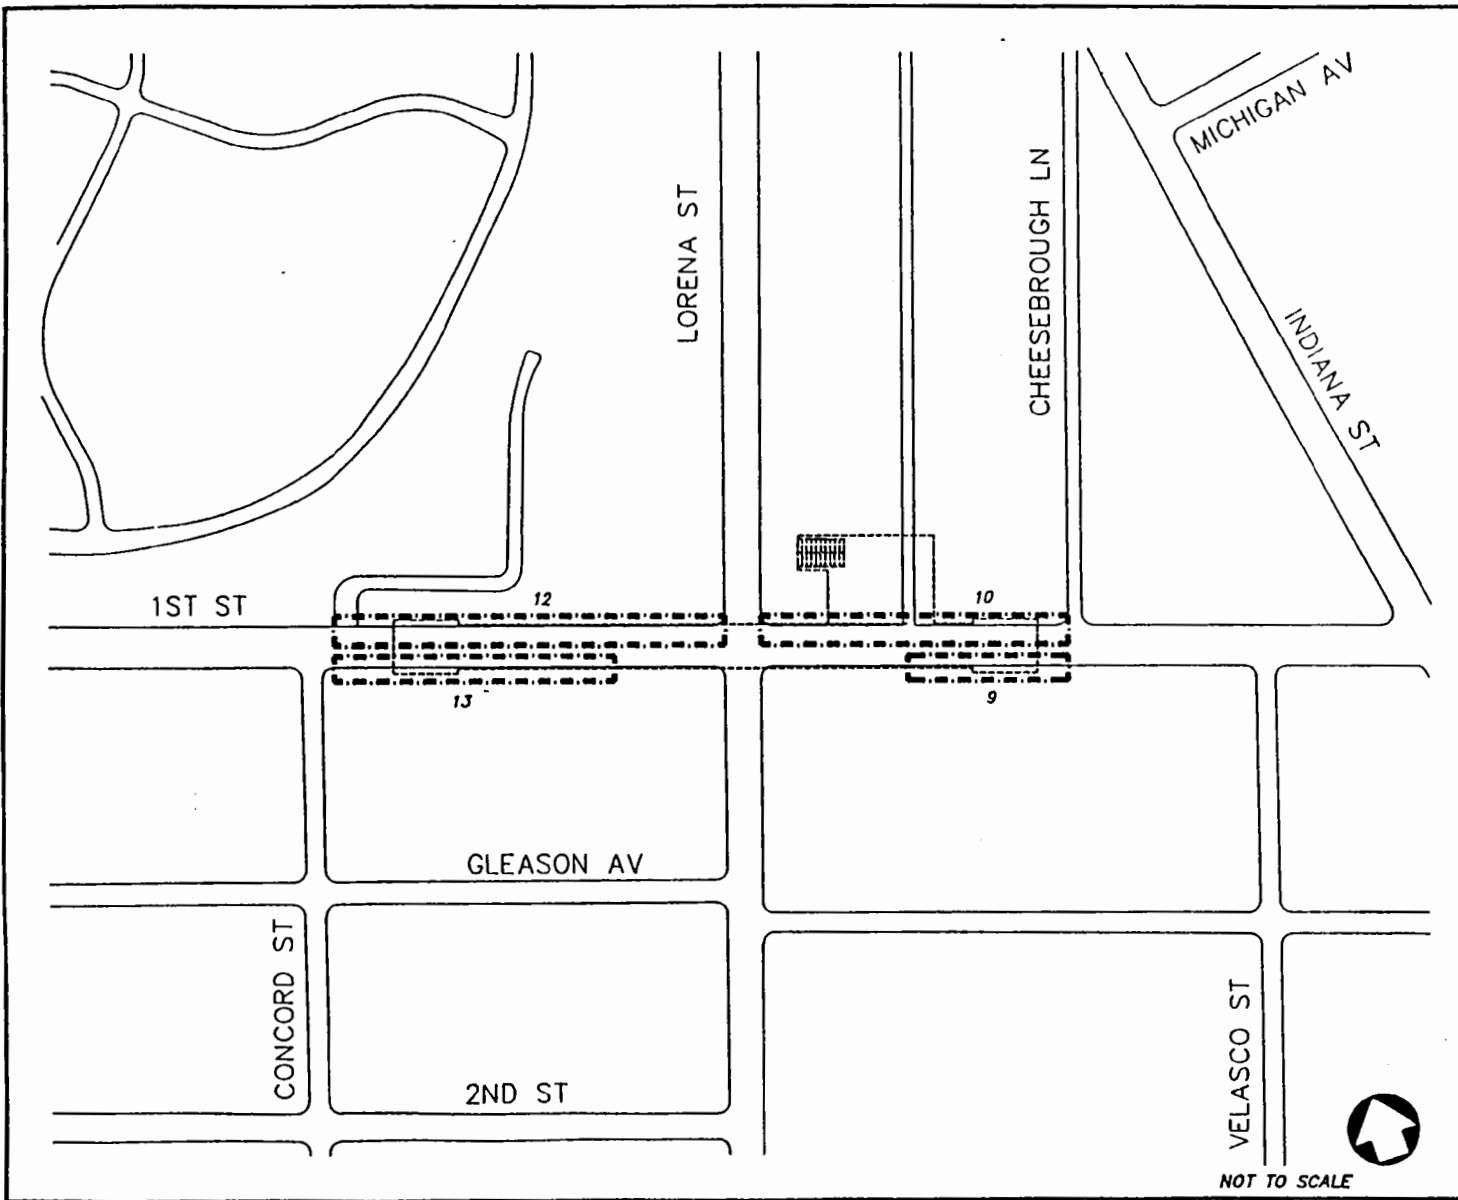 MICHIGAN AV
LORENA ST
CHEESEBROUGH LN
INDIANA ST
1ST ST
12
10
13
9
GLEASON AV
CONCORD ST
2ND ST
VELASCO ST
NOT TO SCALE